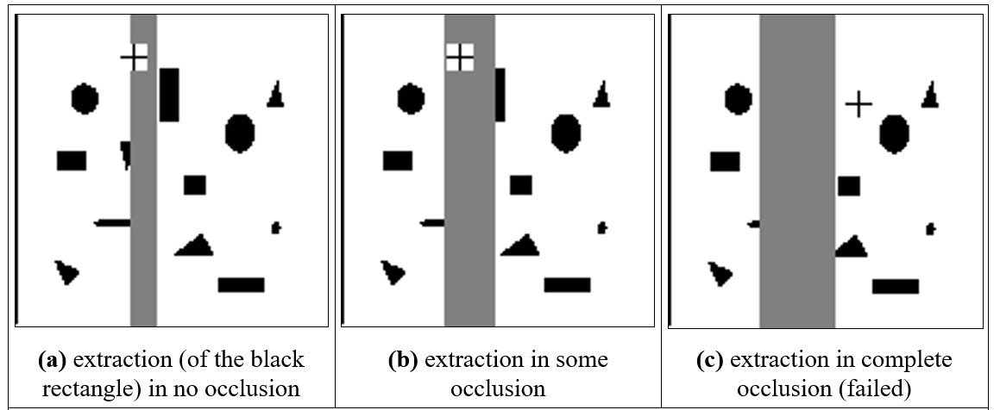 (a) extraction (of the black
rectangle) in no occlusion
(b) extraction in some
occlusion
(c) extraction in complete
occlusion (failed)